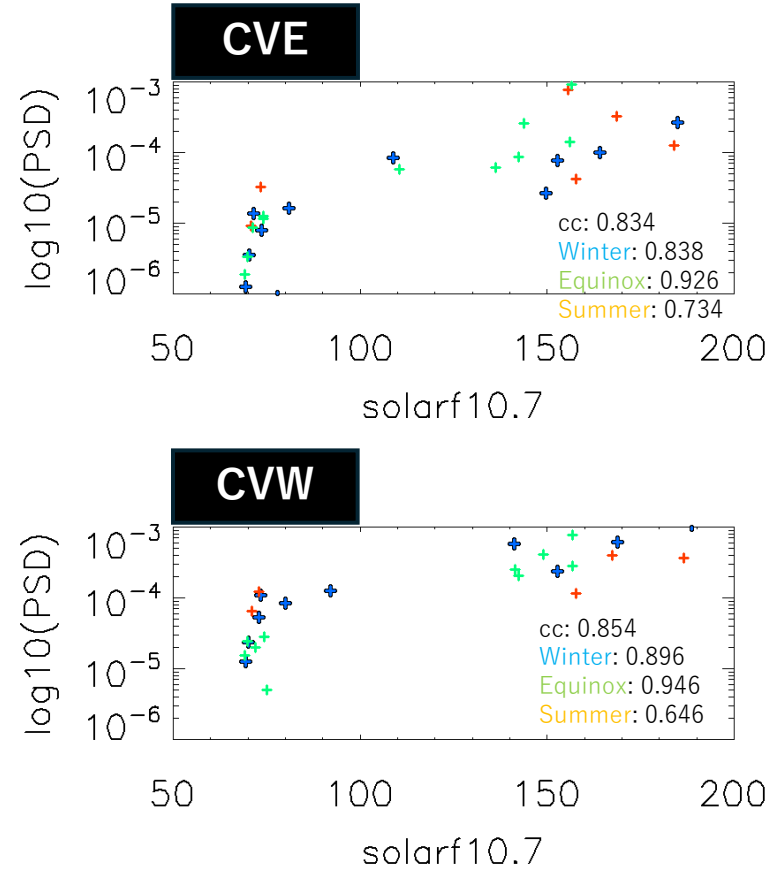 CVE
10⁻³
10⁻⁴
10⁻⁵
10⁻⁶
log10(PSD)
cc: 0.834
Winter: 0.838
Equinox: 0.926
Summer: 0.734
50 100 150 200
solarf10.7
CVW
10⁻³
10⁻⁴
10⁻⁵
10⁻⁶
log10(PSD)
cc: 0.854
Winter: 0.896
Equinox: 0.946
Summer: 0.646
50 100 150 200
solarf10.7